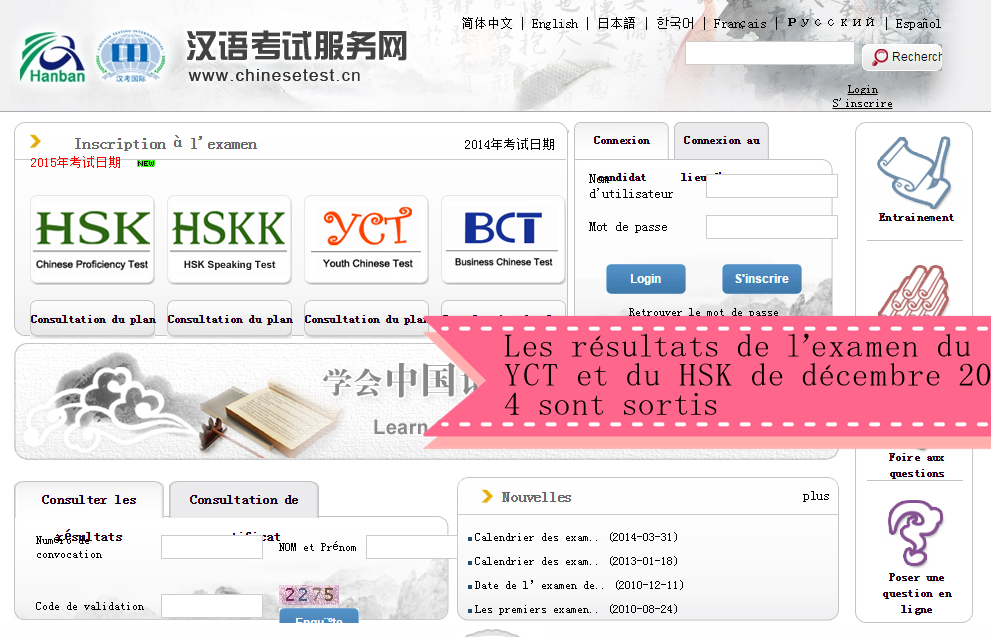 简体中文 | English | 日本語 | 한국어 | Français | Русский | Español
Hanban
汉考国际
汉语考试服务网
www.chinesetest.cn
Recherch
Login
S'inscrire
Inscription à l'examen
2014年考试日期
2015年考试日期 NEW
HSK
Chinese Proficiency Test
HSKK
HSK Speaking Test
YCT
Youth Chinese Test
BCT
Business Chinese Test
Consultation du plan
Consultation du plan
Consultation du plan
Connexion
candidat
Connexion au
Nom
d'utilisateur
Mot de passe
Login
S'inscrire
Retrouver le mot de passe
Entrainement
学会中国
Learn
Les résultats de l'examen du
YCT et du HSK de décembre 20
4 sont sortis
Foire aux
questions
Poser une
question en
ligne
Consulter les
résultats
Consultation de
Numéro de
convocation
NOM et Prénom
Code de validation
2275
Nouvelles
plus
Calendrier des exam.. (2014-03-31)
Calendrier des exam.. (2013-01-18)
Date de l' examen de.. (2010-12-11)
Les premiers examen.. (2010-08-24)